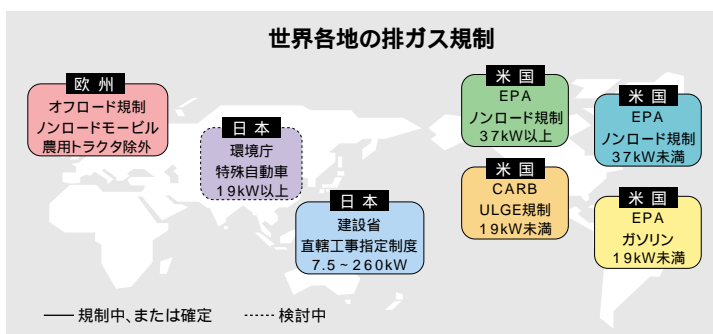 世界各地の排ガス規制
欧州
オフロード規制
ノンロードモービル
農用トラクタ除外
日本
環境庁
特殊自動車
19kW以上
日本
建設省
直轄工事指定制度
7.5~260kW
米国
EPA
ノンロード規制
37kW以上
米国
EPA
ノンロード規制
37kW未満
米国
CARB
ULGE規制
19kW未満
米国
EPA
ガソリン
19kW未満
規制中、または確定
検討中